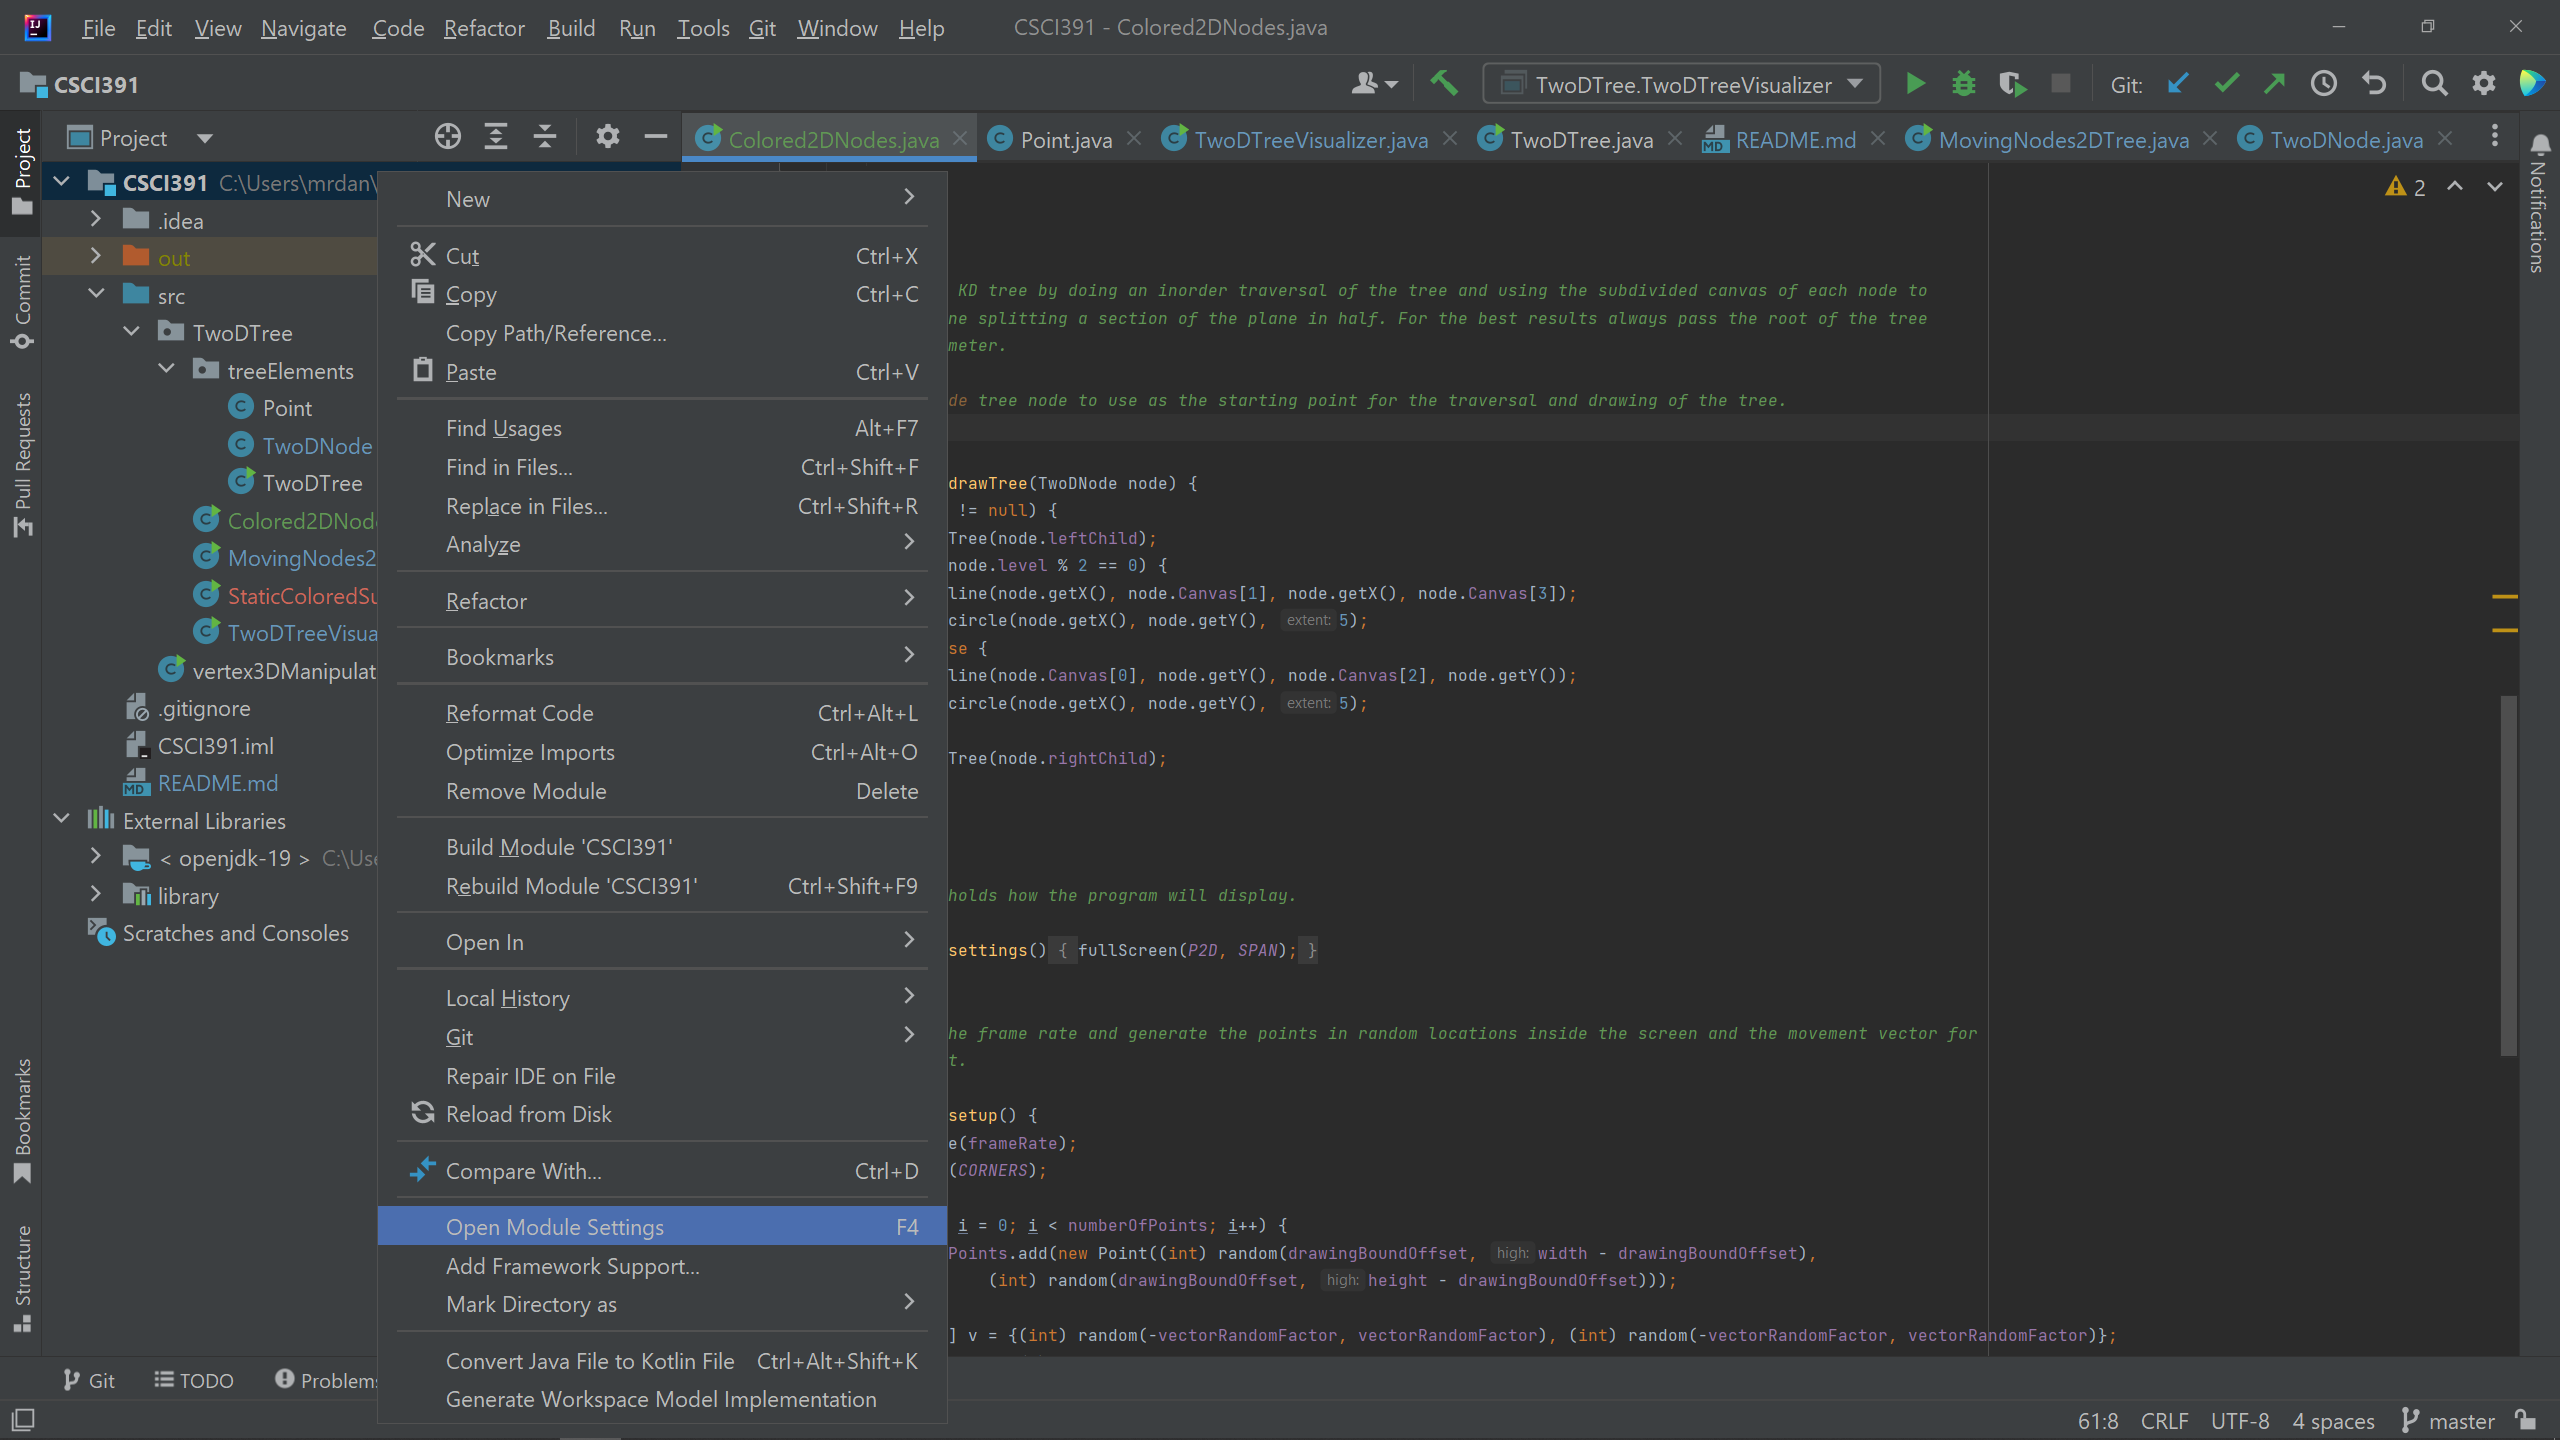 File Edit View Navigate Code Refactor Build Run Tools Git Window Help CSCI391 - Colored2DNodes.java
CSCI391
TwoDTree.TwoDTreeVisualizer
Git:
Project
Colored2DNodes.java
Point.java
TwoDTreeVisualizer.java
TwoDTree.java
README.md
MovingNodes2DTree.java
TwoDNode.java
Project
Commit
Pull Requests
Bookmarks
Structure
Notifications
CSCI391 C:\Users\mrdan\
.idea
out
src
TwoDTree
treeElements
Point
TwoDNode
TwoDTree
Colored2DNod
MovingNodes2
StaticColoredSu
TwoDTreeVisua
vertex3DManipulat
.gitignore
CSCI391.iml
README.md
External Libraries
< openjdk-19 > C:\Use
library
Scratches and Consoles
New
Cut Ctrl+X
Copy Ctrl+C
Copy Path/Reference...
Paste Ctrl+V
Find Usages Alt+F7
Find in Files... Ctrl+Shift+F
Replace in Files... Ctrl+Shift+R
Analyze
Refactor
Bookmarks
Reformat Code Ctrl+Alt+L
Optimize Imports Ctrl+Alt+O
Remove Module Delete
Build Module 'CSCI391'
Rebuild Module 'CSCI391' Ctrl+Shift+F9
Open In
Local History
Git
Repair IDE on File
Reload from Disk
Compare With... Ctrl+D
Open Module Settings F4
Add Framework Support...
Mark Directory as
Convert Java File to Kotlin File Ctrl+Alt+Shift+K
Generate Workspace Model Implementation
2
KD tree by doing an inorder traversal of the tree and using the subdivided canvas of each node to
ne splitting a section of the plane in half. For the best results always pass the root of the tree
meter.
de tree node to use as the starting point for the traversal and drawing of the tree.
drawTree(TwoDNode node) {
!= null) {
Tree(node.leftChild);
node.level % 2 == 0) {
line(node.getX(), node.Canvas[1], node.getX(), node.Canvas[3]);
circle(node.getX(), node.getY(), extent: 5);
se {
line(node.Canvas[0], node.getY(), node.Canvas[2], node.getY());
circle(node.getX(), node.getY(), extent: 5);
Tree(node.rightChild);
holds how the program will display.
settings() { fullScreen(P2D, SPAN); }
he frame rate and generate the points in random locations inside the screen and the movement vector for
t.
setup() {
e(frameRate);
(CORNERS);
i = 0; i < numberOfPoints; i++) {
Points.add(new Point((int) random(drawingBoundOffset, high: width - drawingBoundOffset),
(int) random(drawingBoundOffset, high: height - drawingBoundOffset)));
] v = {(int) random(-vectorRandomFactor, vectorRandomFactor), (int) random(-vectorRandomFactor, vectorRandomFactor)};
Git TODO Problems
61:8 CRLF UTF-8 4 spaces master